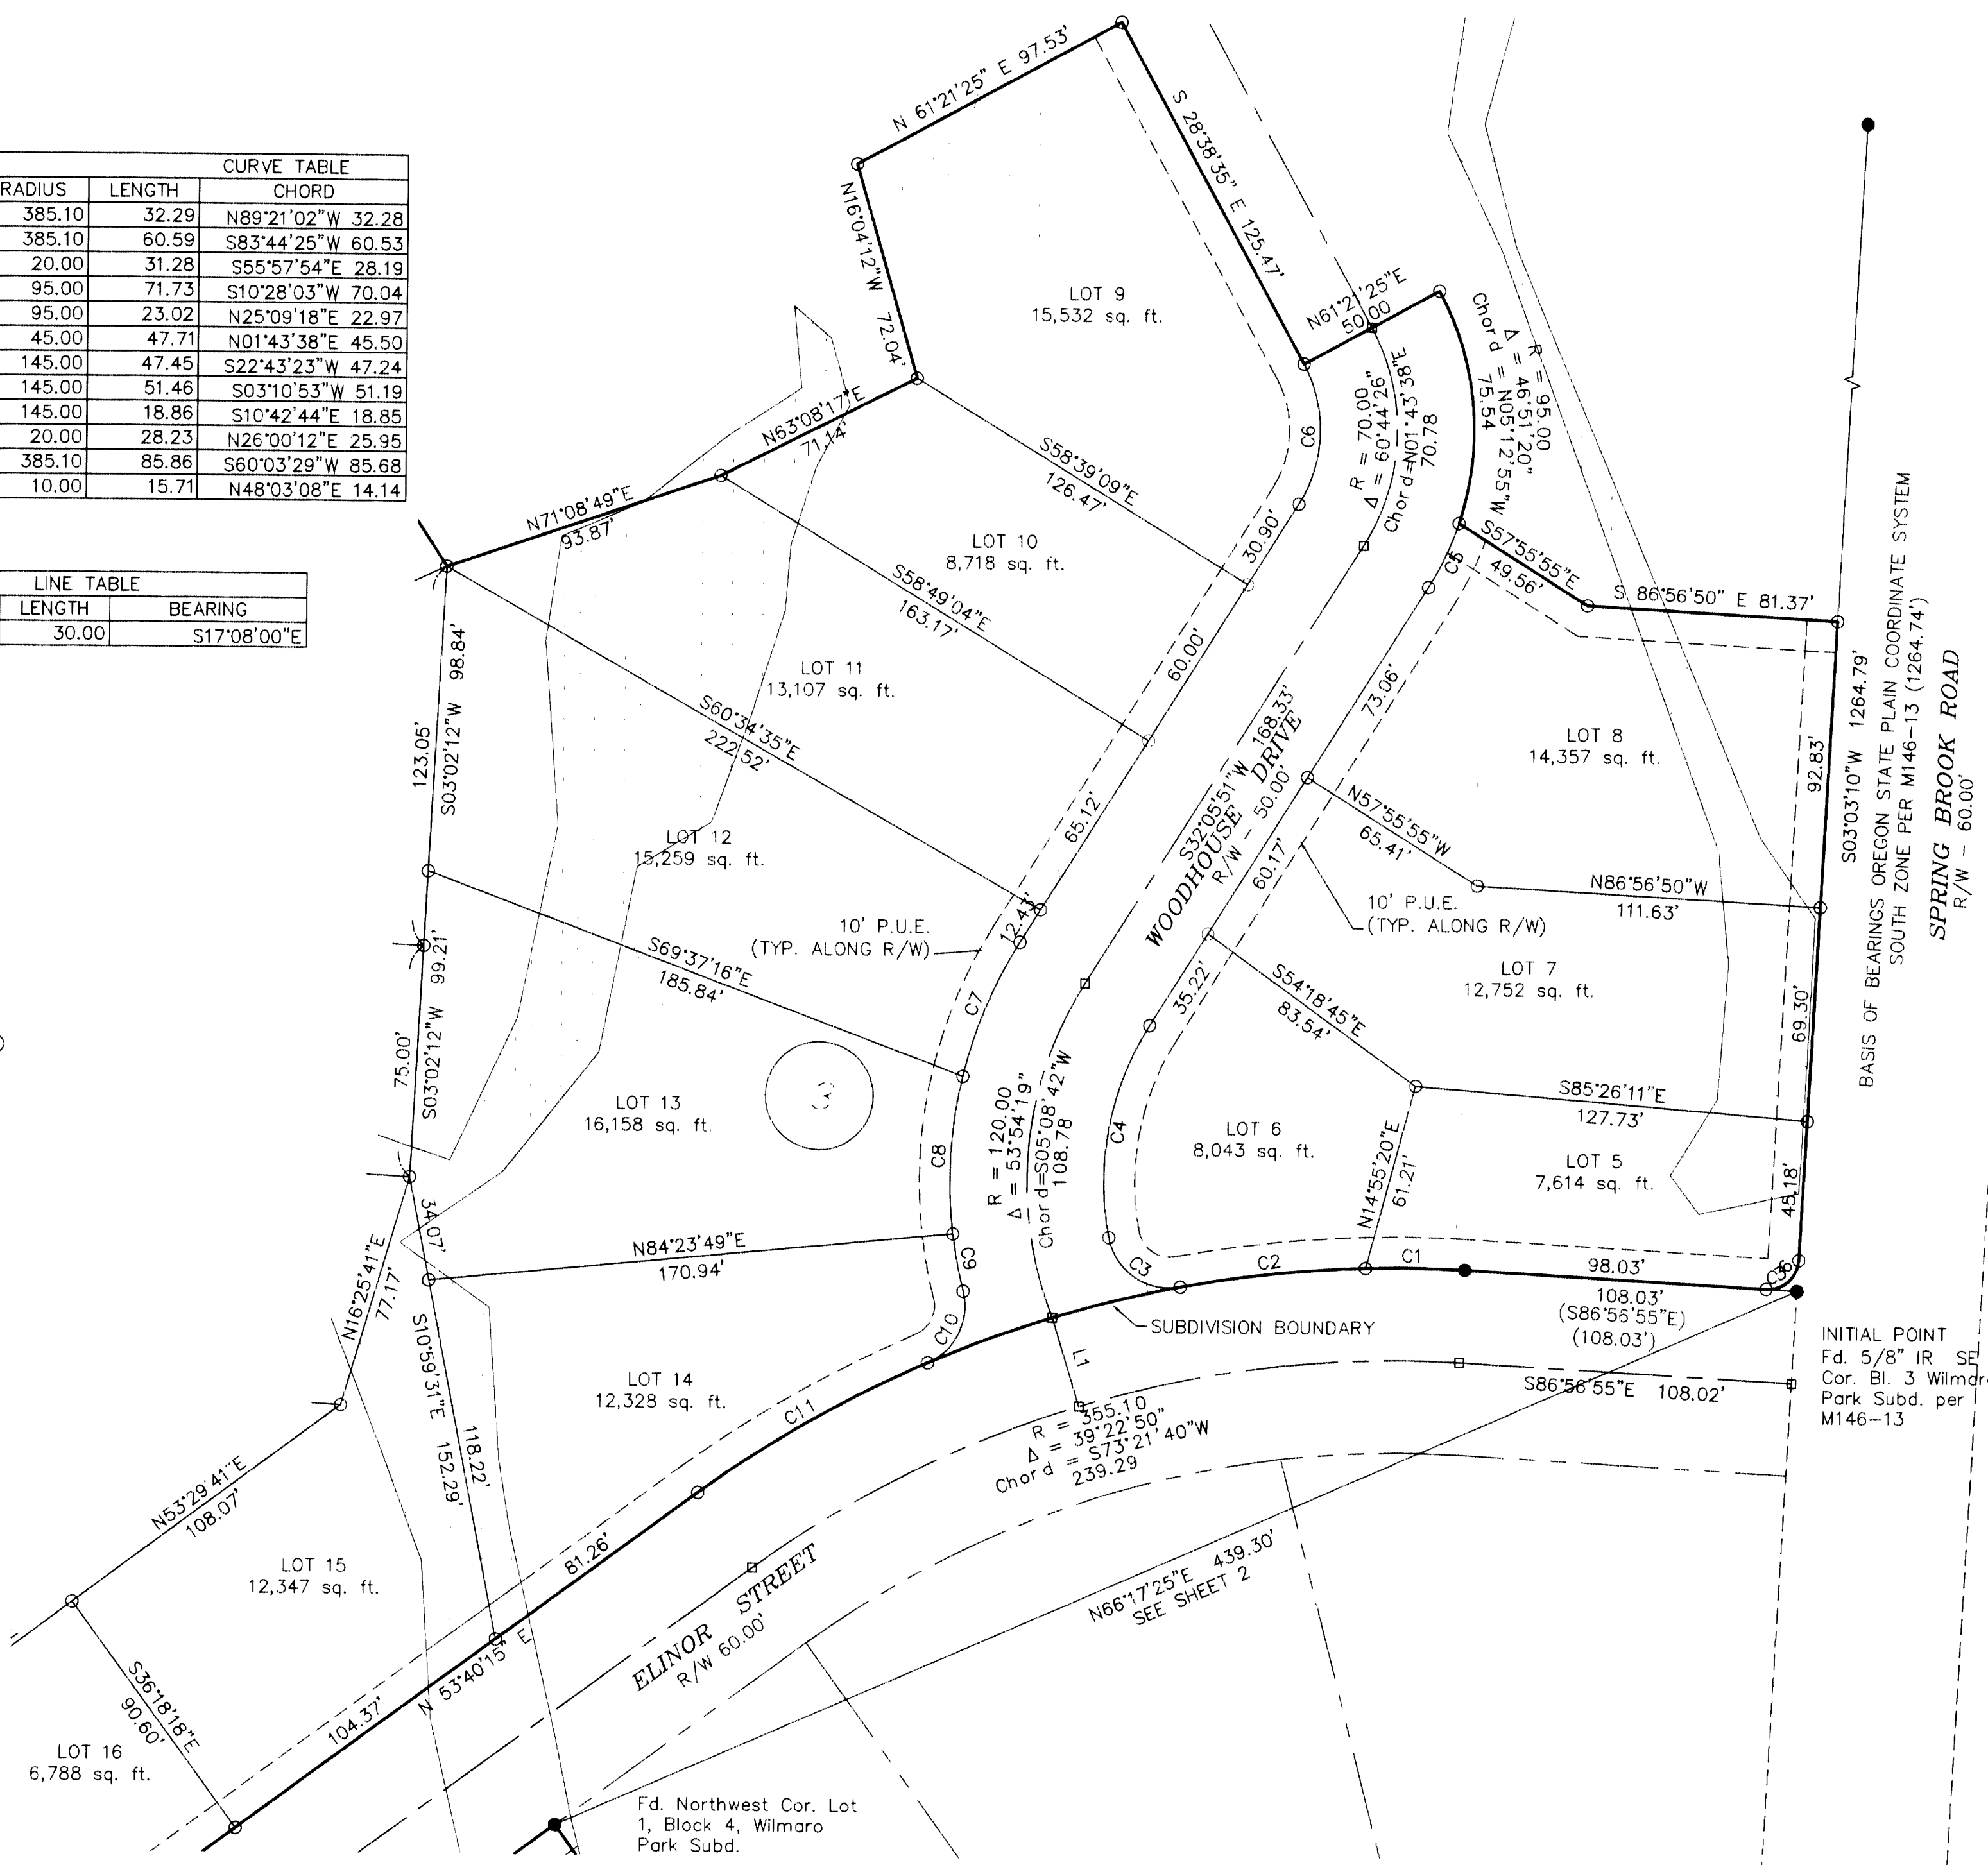 CURVE TABLE
RADIUS LENGTH CHORD
385.10 32.29 N89°21'02"W 32.28
385.10 60.59 S83°44'25"W 60.53
20.00 31.28 S55°57'54"E 28.19
95.00 71.73 S10°28'03"W 70.04
95.00 23.02 N25°09'18"E 22.97
45.00 47.71 N01°43'38"E 45.50
145.00 47.45 S22°43'23"W 47.24
145.00 51.46 S03°10'53"W 51.19
145.00 18.86 S10°42'44"E 18.85
20.00 28.23 N26°00'12"E 25.95
385.10 85.86 S60°03'29"W 85.68
10.00 15.71 N48°03'08"E 14.14
LINE TABLE
LENGTH BEARING
30.00 S17°08'00"E
N 61°21'25" E 97.53'
S 28°38'35" E 125.47'
N16°04'12"W 72.04'
LOT 9
15,532 sq. ft.
N61°21'25"E
50.00
R = 95.00
Δ = 46°51'20"
Chord = N05°12'55"W
75.54
R = 70.00
Δ = 60°44'26"
Chord=N01°43'38"E
70.78
C6
N63°08'17"E
71.14'
S58°39'09"E
126.47'
30.90'
N71°08'49"E
93.87'
LOT 10
8,718 sq. ft.
S58°49'04"E
163.17'
60.00'
C5
S57°55'55"E
49.56'
S 86°56'50" E 81.37'
123.05'
S03°02'12"W 98.84'
LOT 11
13,107 sq. ft.
S60°34'35"E
222.52'
65.12'
73.06'
S32°05'51"W 168.33'
WOODHOUSE DRIVE
R/W - 50.00'
LOT 8
14,357 sq. ft.
92.83'
S03°03'10"W 1264.79'
BASIS OF BEARINGS OREGON STATE PLAIN COORDINATE SYSTEM
SOUTH ZONE PER M146-13 (1264.74')
SPRING BROOK ROAD
R/W - 60.00'
LOT 12
15,259 sq. ft.
12.43'
60.17'
N57°55'55"W
65.41'
N86°56'50"W
111.63'
10' P.U.E.
(TYP. ALONG R/W)
10' P.U.E.
(TYP. ALONG R/W)
S69°37'16"E
185.84'
C7
35.22'
S54°18'45"E
83.54'
LOT 7
12,752 sq. ft.
69.30'
75.00'
S03°02'12"W 99.21'
LOT 13
16,158 sq. ft.
3
C8
R = 120.00
Δ = 53°54'19"
Chord=S05°08'42"W
108.78
C4
LOT 6
8,043 sq. ft.
S85°26'11"E
127.73'
N14°55'20"E
61.21'
LOT 5
7,614 sq. ft.
45.18'
34.07'
N84°23'49"E
170.94'
C9
C3
C2
C1
98.03'
C36
108.03'
(S86°56'55"E)
(108.03')
N16°25'41"E
77.17'
C10
SUBDIVISION BOUNDARY
L1
INITIAL POINT
Fd. 5/8" IR SE
Cor. Bl. 3 Wilmar
Park Subd. per
M146-13
S86°56'55"E 108.02'
LOT 14
12,328 sq. ft.
C11
S10°59'31"E 152.29'
118.22'
R = 355.10
Δ = 39°22'50"
Chord = S73°21'40"W
239.29
N53°29'41"E
108.07'
LOT 15
12,347 sq. ft.
81.26'
ELINOR STREET
R/W 60.00'
N66°17'25"E 439.30'
SEE SHEET 2
S36°18'18"E
90.60'
104.37'
N 53°40'15" E
LOT 16
6,788 sq. ft.
Fd. Northwest Cor. Lot
1, Block 4, Wilmaro
Park Subd.